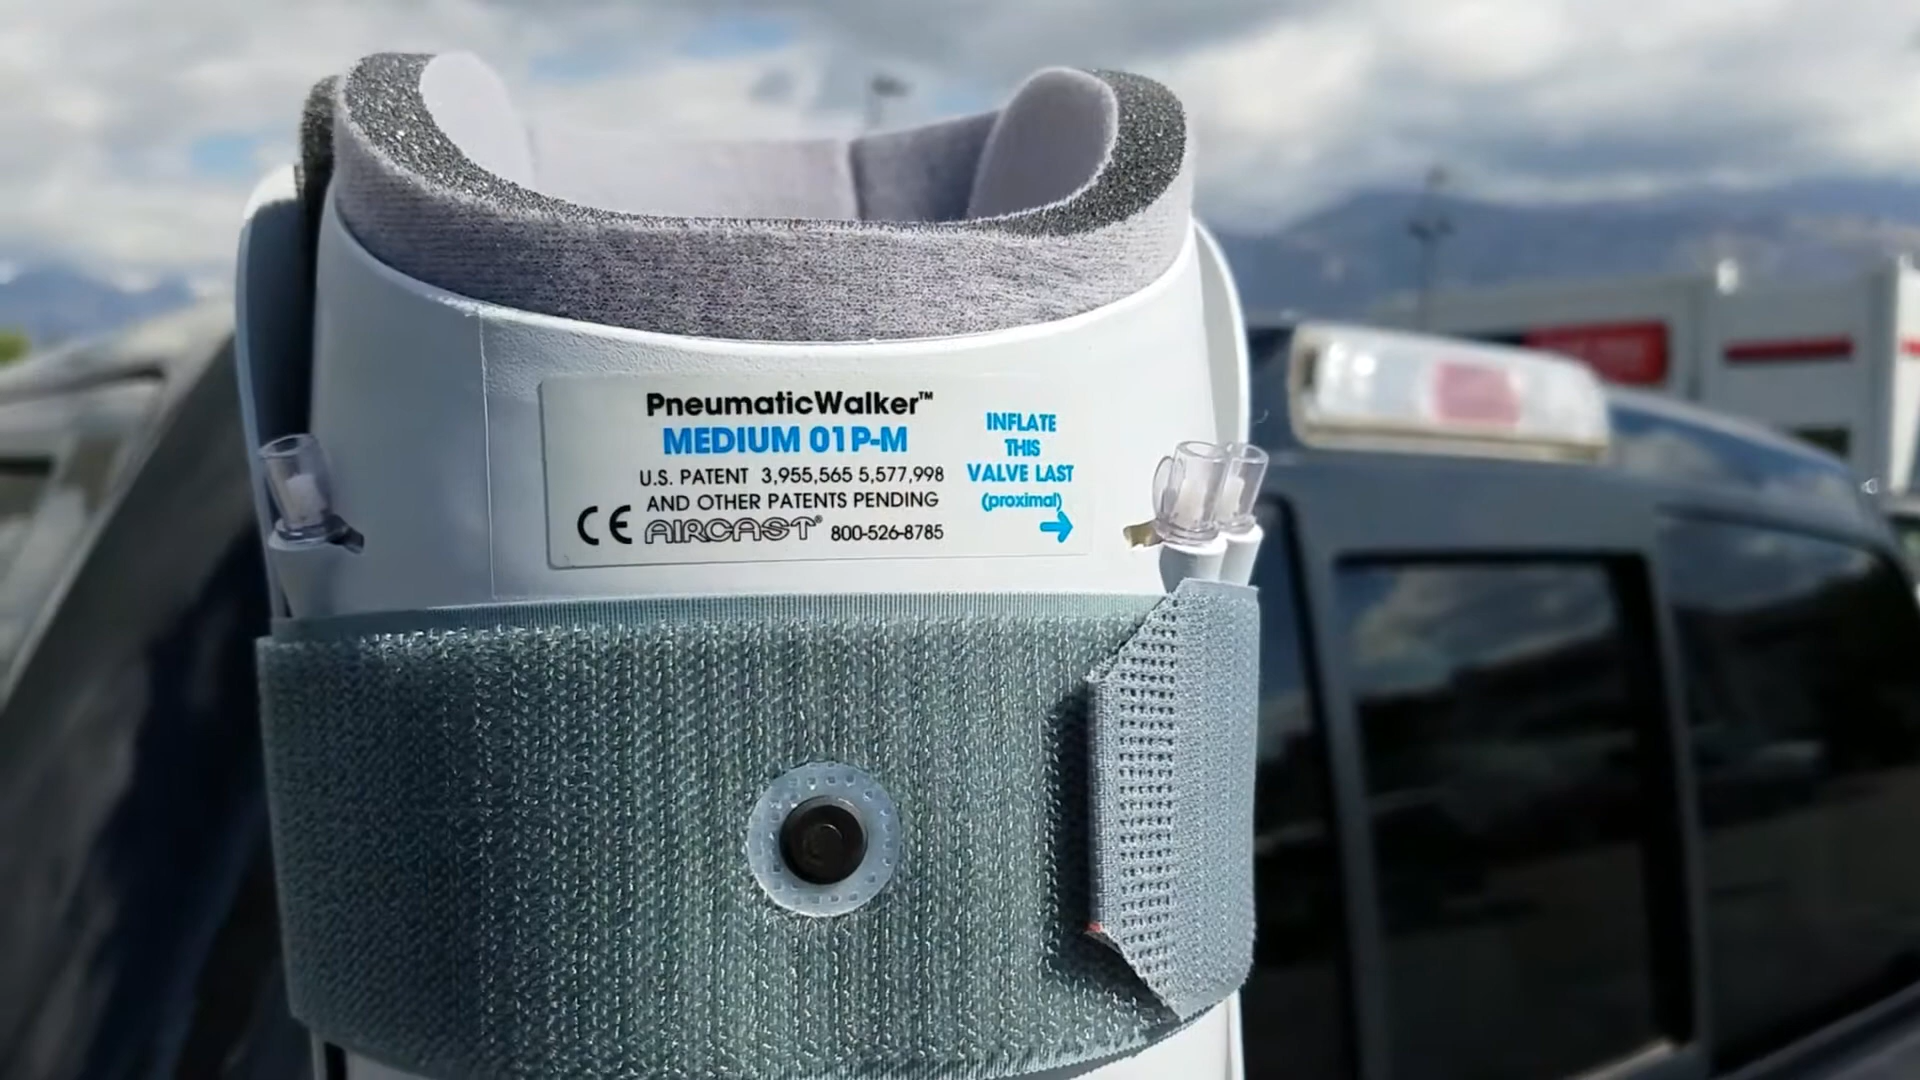 PneumaticWalker™
MEDIUM 01P-M
U.S. PATENT 3,955,565 5,577,998
AND OTHER PATENTS PENDING
CE AIRCAST® 800-526-8785
INFLATE
THIS
VALVE LAST
(proximal)